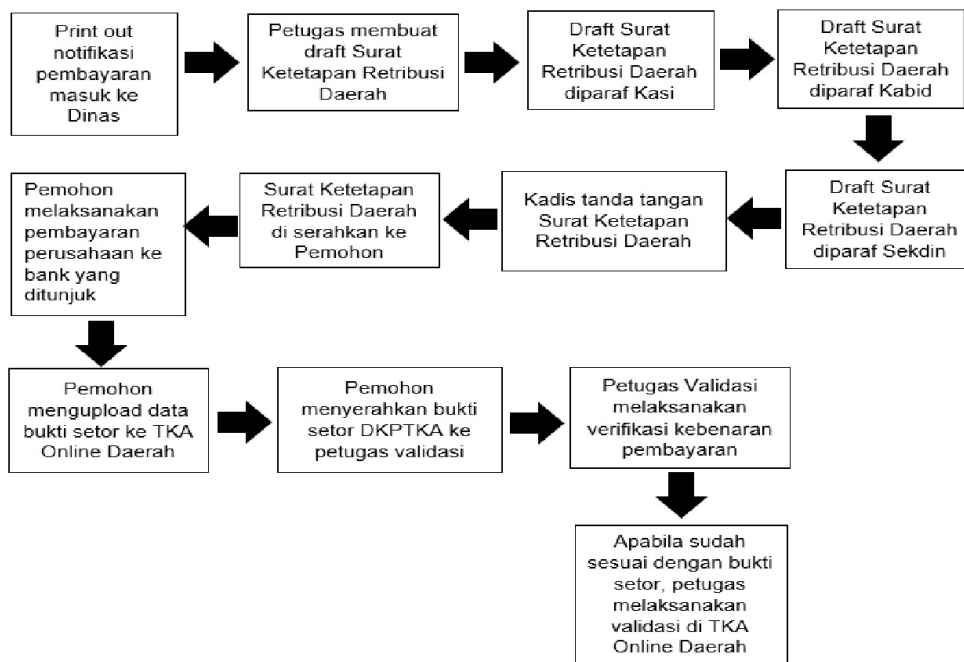 Print out
notifikasi
pembayaran
masuk ke
Dinas
Petugas membuat
draft Surat
Ketetapan Retribusi
Daerah
Draft Surat
Ketetapan
Retribusi Daerah
diparaf Kasi
Draft Surat
Ketetapan
Retribusi Daerah
diparaf Kabid
Draft Surat
Ketetapan
Retribusi Daerah
diparaf Sekdin
Kadis tanda tangan
Surat Ketetapan
Retribusi Daerah
Surat Ketetapan
Retribusi Daerah
di serahkan ke
Pemohon
Pemohon
melaksanakan
pembayaran
perusahaan ke
bank yang
ditunjuk
Pemohon
mengupload data
bukti setor ke TKA
Online Daerah
Pemohon
menyerahkan bukti
setor DKPTKA ke
petugas validasi
Petugas Validasi
melaksanakan
verifikasi kebenaran
pembayaran
Apabila sudah
sesuai dengan bukti
setor, petugas
melaksanakan
validasi di TKA
Online Daerah